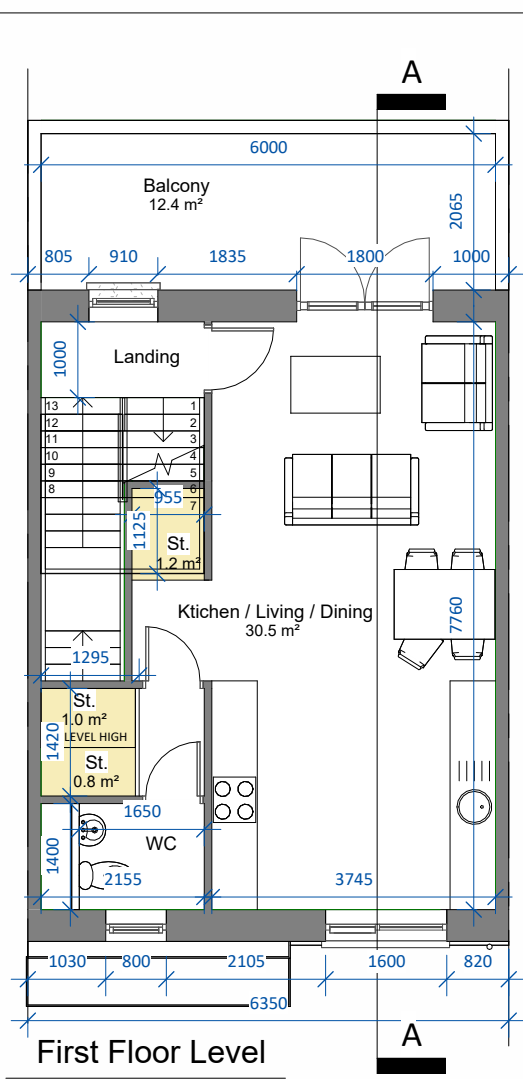 A
6000
Balcony
12.4 m²
2065
805
910
1835
1800
1000
1000
Landing
13
12
11
10
9
8
1
2
3
4
5
6
7
955
1125
St.
1.2 m²
Ktichen / Living / Dining
30.5 m²
7760
1295
St.
1.0 m²
LEVEL HIGH
1420
St.
0.8 m²
1650
WC
1400
2155
3745
1030
800
2105
1600
820
6350
First Floor Level
A